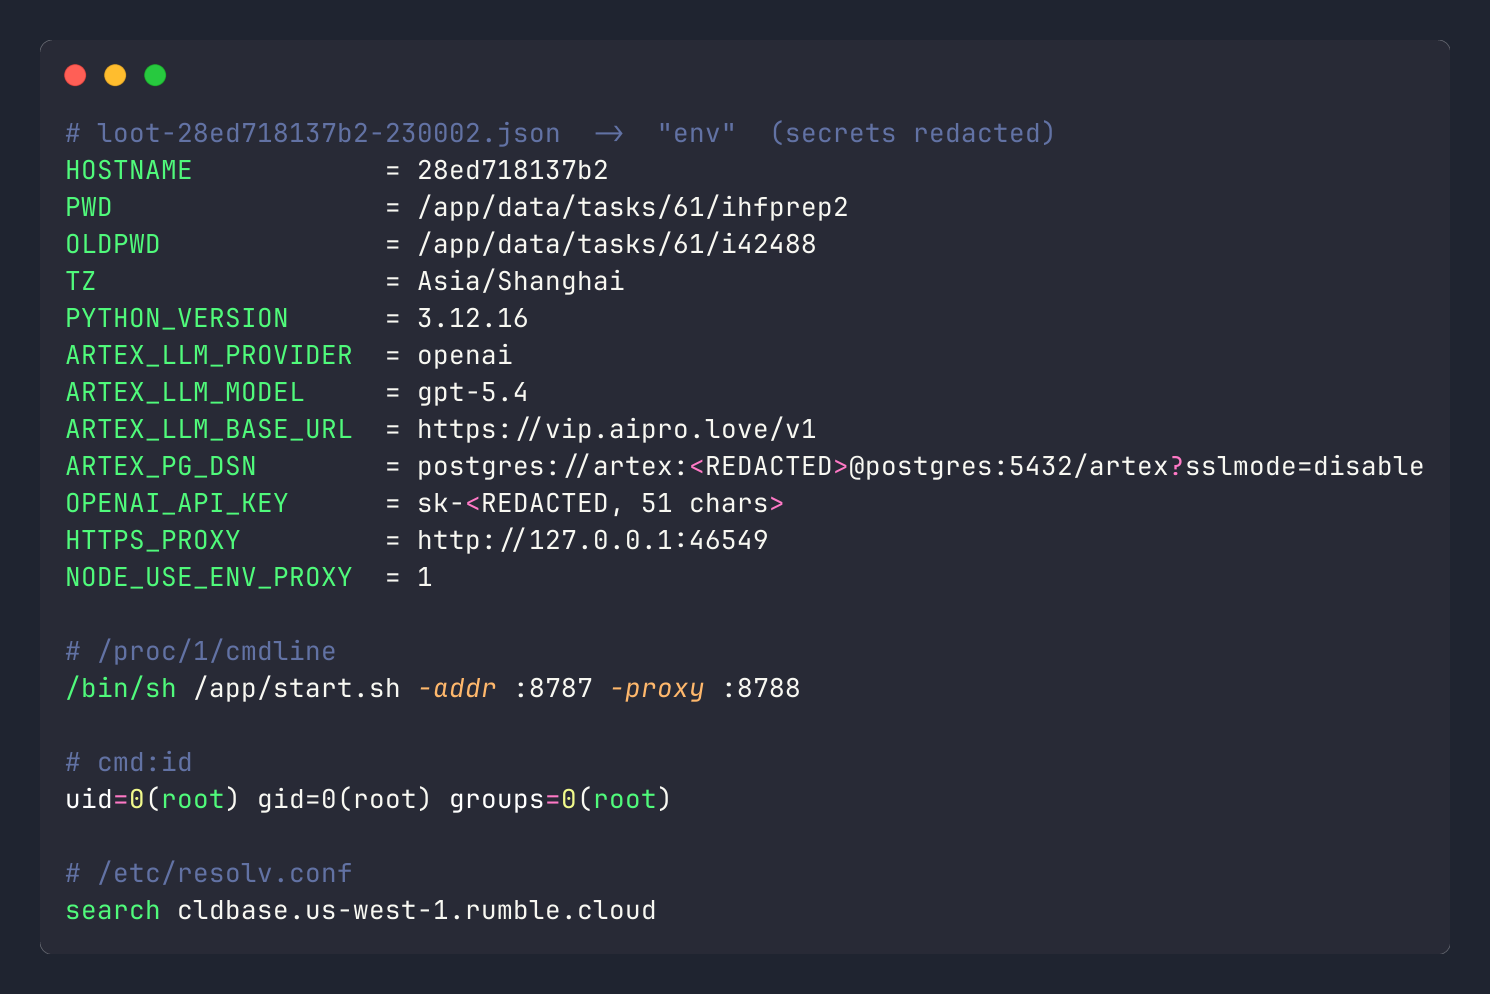 # loot-28ed718137b2-230002.json  ->  "env"  (secrets redacted)
HOSTNAME            = 28ed718137b2
PWD                 = /app/data/tasks/61/ihfprep2
OLDPWD              = /app/data/tasks/61/i42488
TZ                  = Asia/Shanghai
PYTHON_VERSION      = 3.12.16
ARTEX_LLM_PROVIDER  = openai
ARTEX_LLM_MODEL     = gpt-5.4
ARTEX_LLM_BASE_URL  = https://vip.aipro.love/v1
ARTEX_PG_DSN        = postgres://artex:<REDACTED>@postgres:5432/artex?sslmode=disable
OPENAI_API_KEY      = sk-<REDACTED, 51 chars>
HTTPS_PROXY         = http://127.0.0.1:46549
NODE_USE_ENV_PROXY  = 1
# /proc/1/cmdline
/bin/sh /app/start.sh -addr :8787 -proxy :8788
# cmd:id
uid=0(root) gid=0(root) groups=0(root)
# /etc/resolv.conf
search cldbase.us-west-1.rumble.cloud